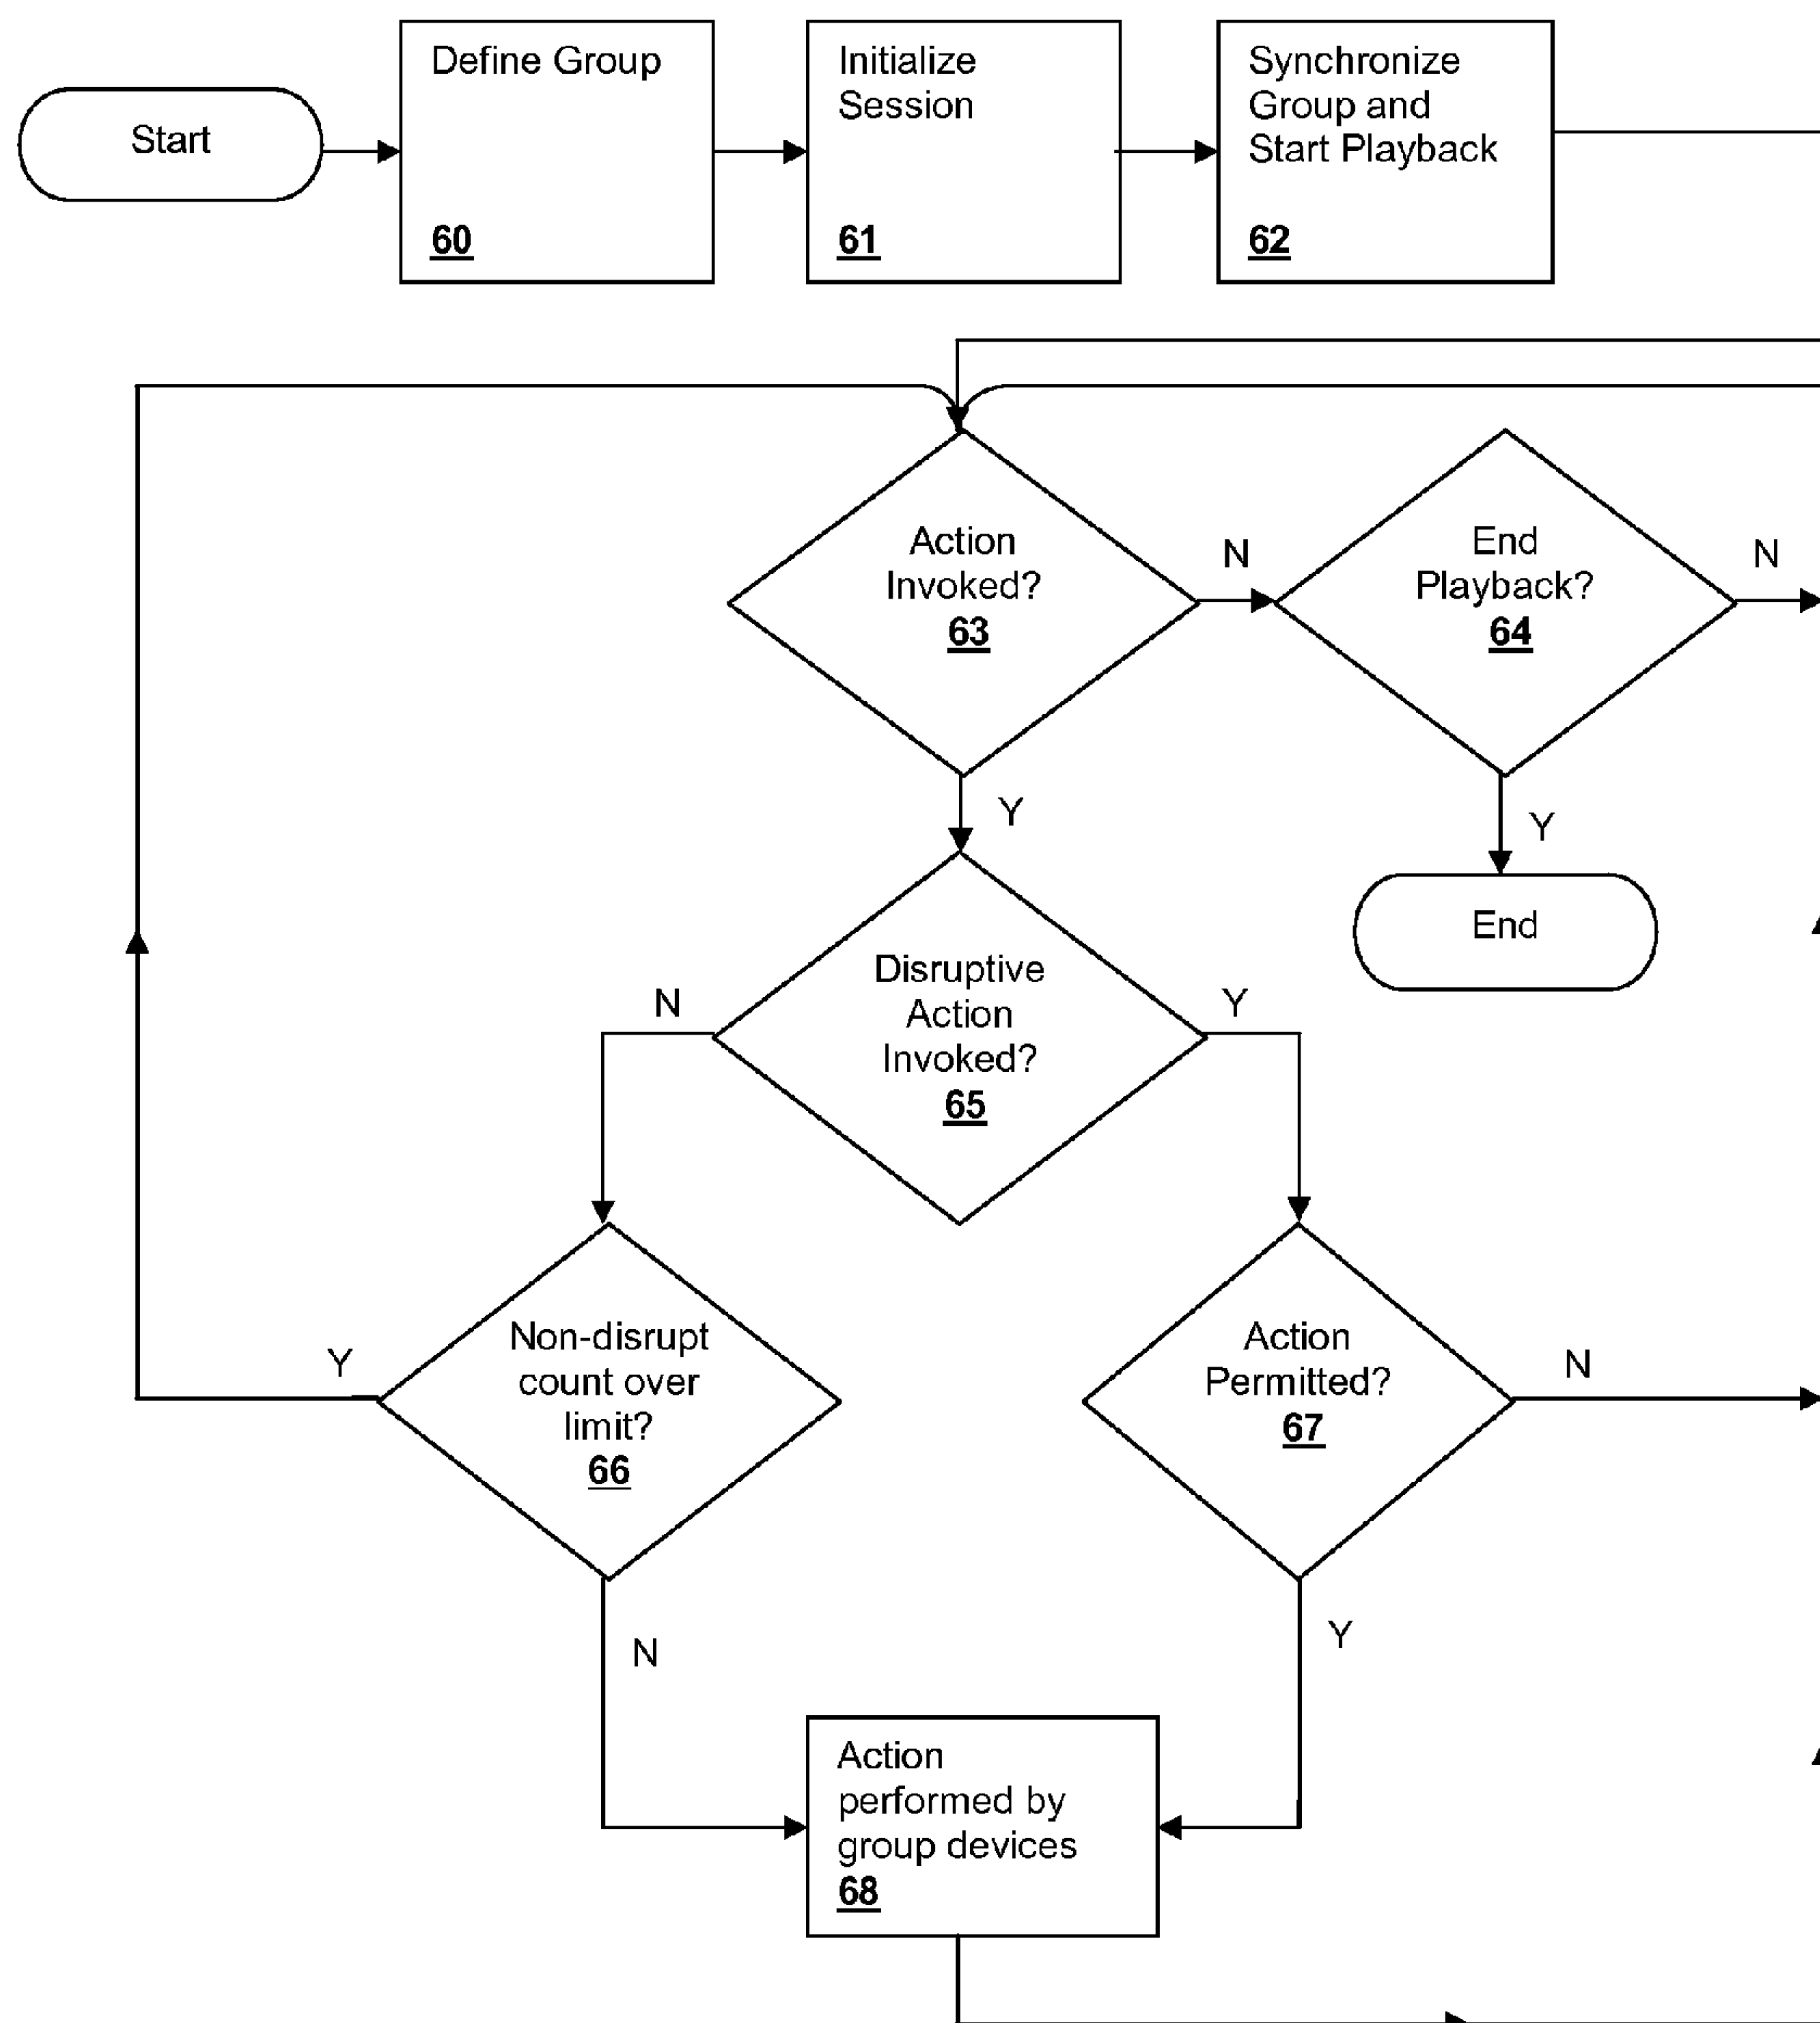 Start
Define Group
60
Initialize
Session
61
Synchronize
Group and
Start Playback
62
Action
Invoked?
63
N
End
Playback?
64
N
Y
Y
End
Disruptive
Action
Invoked?
65
N
Y
Non-disrupt
count over
limit?
66
Y
N
Action
Permitted?
67
N
Y
Action
performed by
group devices
68